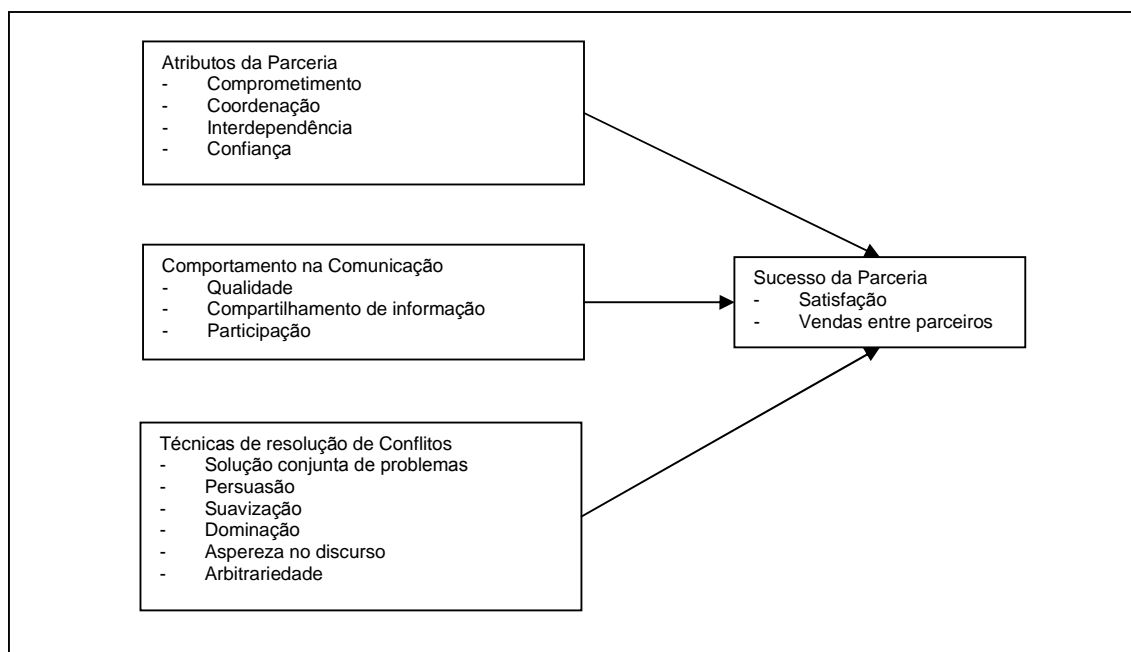 Atributos da Parceria
- Comprometimento
- Coordenação
- Interdependência
- Confiança
Comportamento na Comunicação
- Qualidade
- Compartilhamento de informação
- Participação
Técnicas de resolução de Conflitos
- Solução conjunta de problemas
- Persuasão
- Suavização
- Dominação
- Aspereza no discurso
- Arbitrariedade
Sucesso da Parceria
- Satisfação
- Vendas entre parceiros